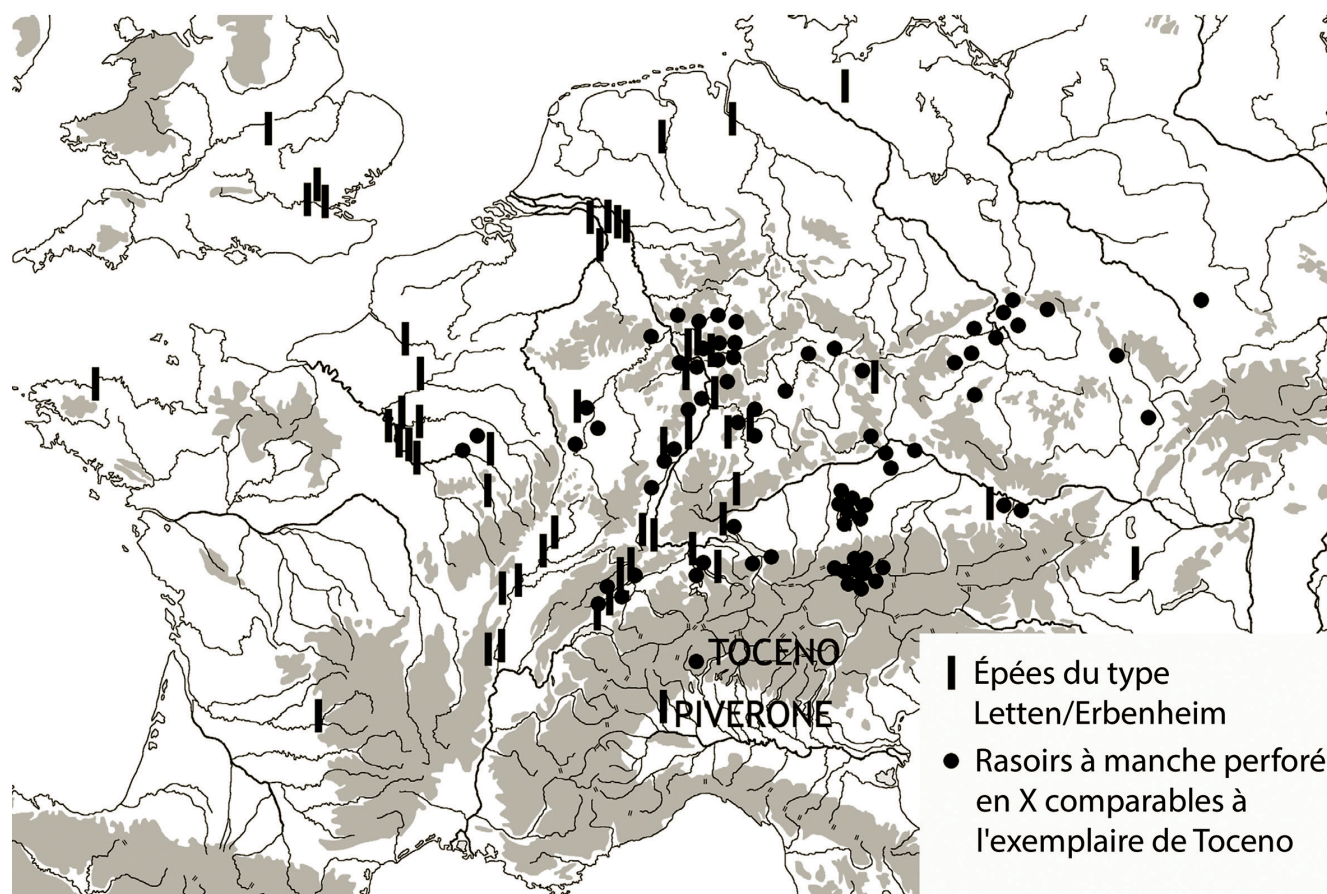 TOCENO
PIVERONE
Épées du type
Letten/Erbenheim
Rasoirs à manche perforé
en X comparables à
l'exemplaire de Toceno